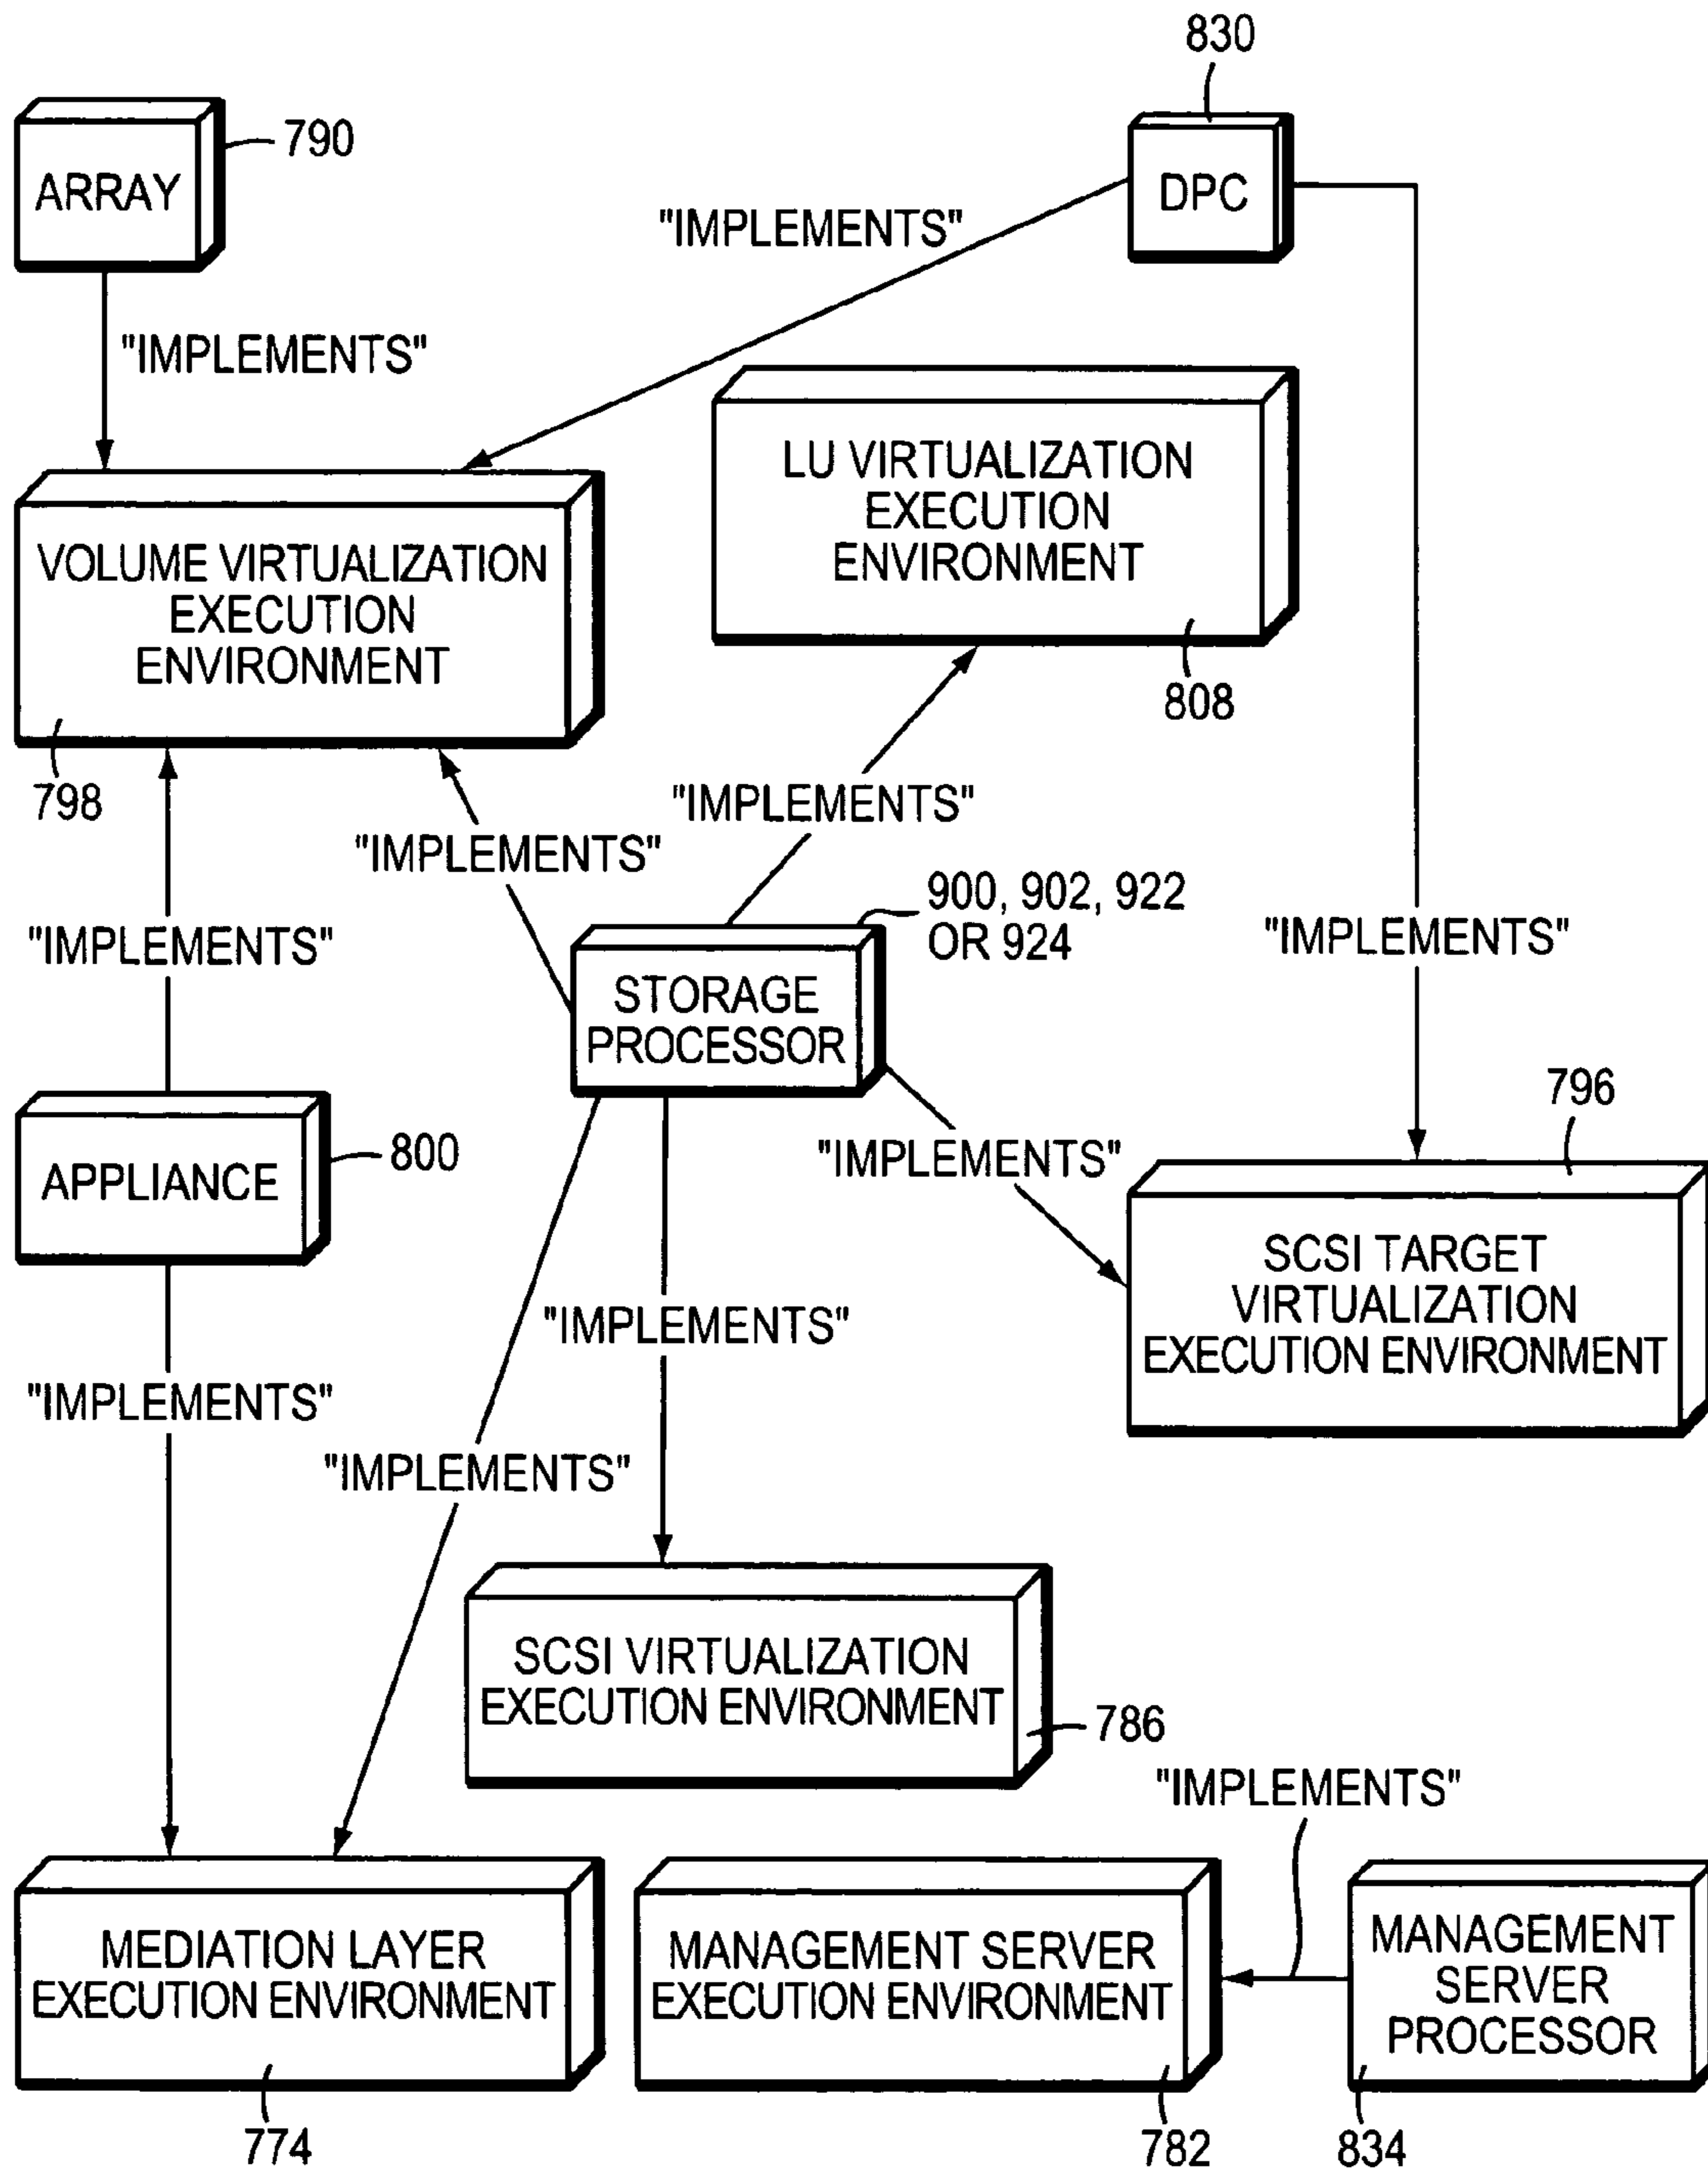 830
790
ARRAY
DPC
"IMPLEMENTS"
"IMPLEMENTS"
LU VIRTUALIZATION
EXECUTION
ENVIRONMENT
808
VOLUME VIRTUALIZATION
EXECUTION
ENVIRONMENT
798
"IMPLEMENTS"
"IMPLEMENTS"
900, 902, 922
OR 924
"IMPLEMENTS"
"IMPLEMENTS"
STORAGE
PROCESSOR
796
800
APPLIANCE
"IMPLEMENTS"
SCSI TARGET
VIRTUALIZATION
EXECUTION ENVIRONMENT
"IMPLEMENTS"
"IMPLEMENTS"
"IMPLEMENTS"
SCSI VIRTUALIZATION
EXECUTION ENVIRONMENT
786
"IMPLEMENTS"
MEDIATION LAYER
EXECUTION ENVIRONMENT
774
MANAGEMENT SERVER
EXECUTION ENVIRONMENT
782
MANAGEMENT
SERVER
PROCESSOR
834